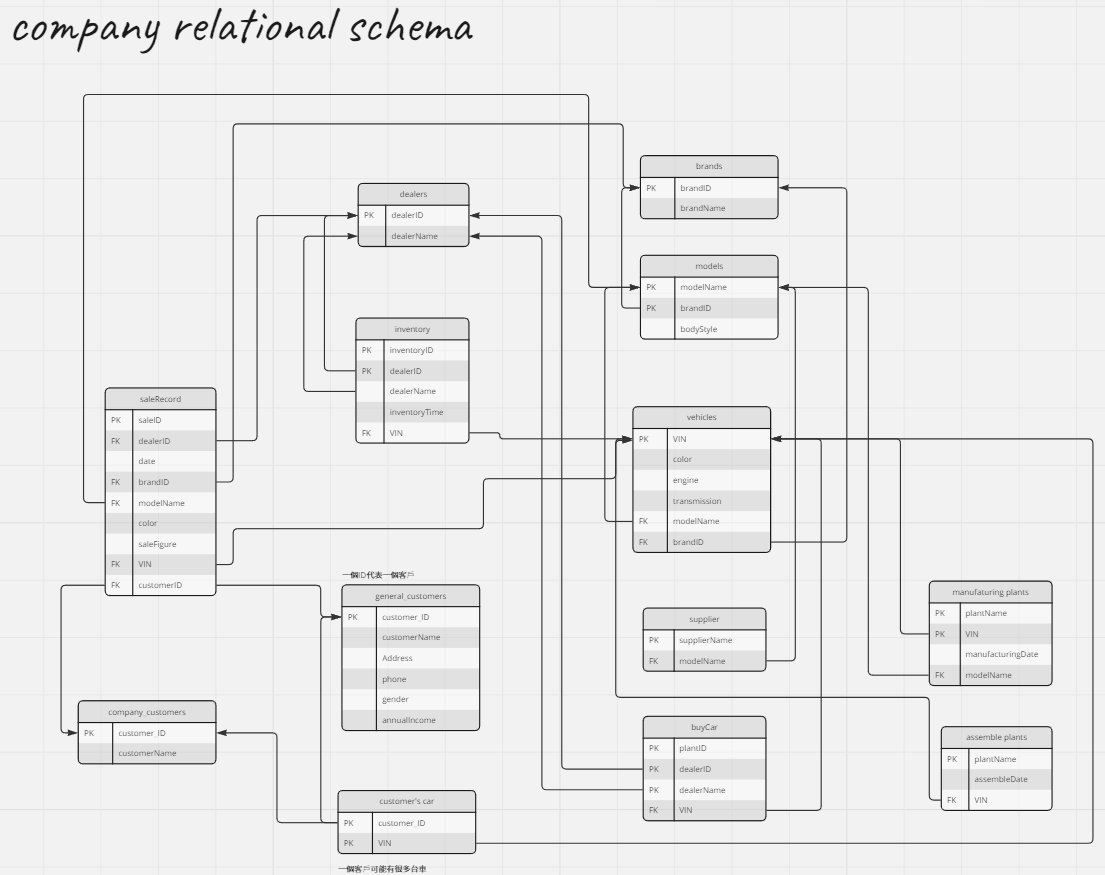 company relational schema
brands
PK brandID
brandName
dealers
PK dealerID
dealerName
models
PK modelName
PK brandID
bodyStyle
inventory
PK inventoryID
PK dealerID
dealerName
inventoryTime
FK VIN
saleRecord
PK saleID
FK dealerID
date
FK brandID
FK modelName
color
saleFigure
FK VIN
FK customerID
vehicles
PK VIN
color
engine
transmission
FK modelName
FK brandID
一個ID代表一個客戶
general_customers
PK customer_ID
customerName
Address
phone
gender
annualIncome
manufaturing plants
PK plantName
PK VIN
manufacturingDate
FK modelName
supplier
PK supplierName
FK modelName
company_customers
PK customer_ID
customerName
buyCar
PK plantID
PK dealerID
PK dealerName
FK VIN
assemble plants
PK plantName
assembleDate
FK VIN
customer's car
PK customer_ID
PK VIN
一個客戶可能有很多台車